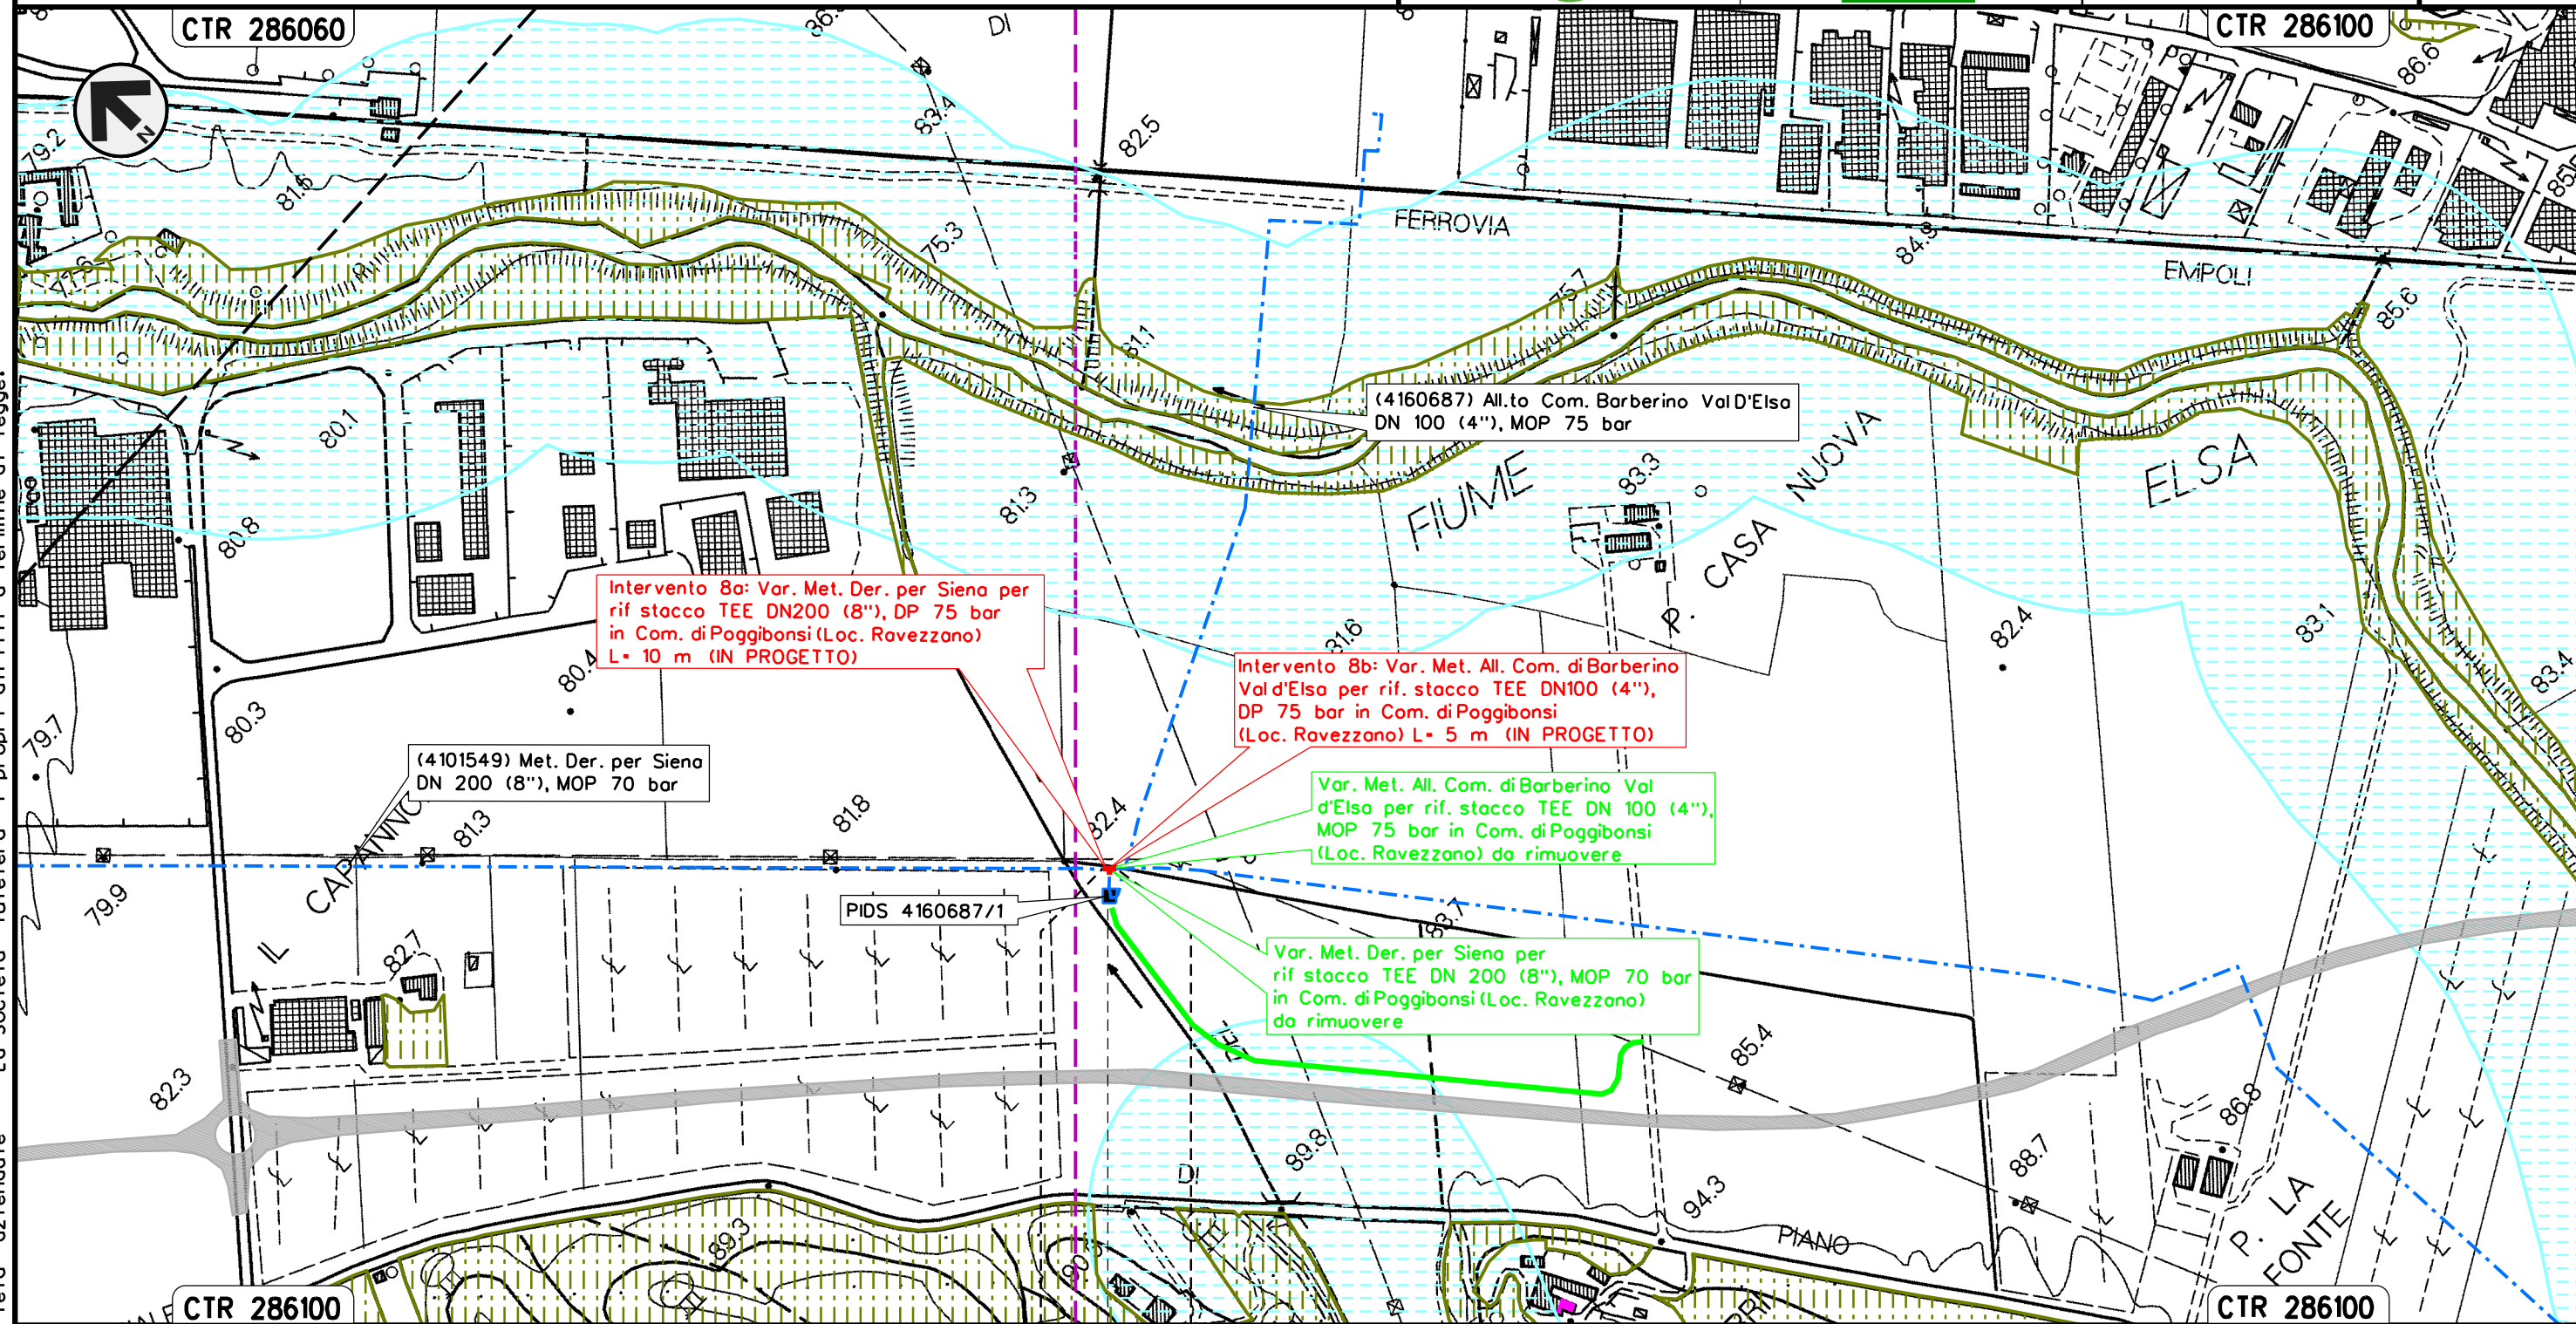 CTR 286060
CTR 286100
DI
N
79.2
81.6
83.4
82.5
86.6
FERROVIA
EMPOLI
84.3
85.6
75.3
75.7
77.6
81.1
80.1
80.8
81.3
(4160687) All.to Com. Barberino Val D'Elsa
DN 100 (4"), MOP 75 bar
FIUME
ELSA
83.3
P. CASA NUOVA
82.4
83.1
83.4
Intervento 8a: Var. Met. Der. per Siena per
rif stacco TEE DN200 (8"), DP 75 bar
in Com. di Poggibonsi (Loc. Ravezzano)
L= 10 m (IN PROGETTO)
81.6
Intervento 8b: Var. Met. All. Com. di Barberino
Val d'Elsa per rif. stacco TEE DN100 (4"),
DP 75 bar in Com. di Poggibonsi
(Loc. Ravezzano) L= 5 m (IN PROGETTO)
80.4
80.3
79.7
(4101549) Met. Der. per Siena
DN 200 (8"), MOP 70 bar
Var. Met. All. Com. di Barberino Val
d'Elsa per rif. stacco TEE DN 100 (4"),
MOP 75 bar in Com. di Poggibonsi
(Loc. Ravezzano) da rimuovere
81.3
81.8
82.4
79.9
IL CAPANNO
PIDS 4160687/1
83.7
82.7
Var. Met. Der. per Siena per
rif stacco TEE DN 200 (8"), MOP 70 bar
in Com. di Poggibonsi (Loc. Ravezzano)
da rimuovere
DEL
85.4
82.3
89.8
86.8
88.7
DI
94.3
PIANO
P. LA
FONTE
89.3
CTR 286100
CTR 286100